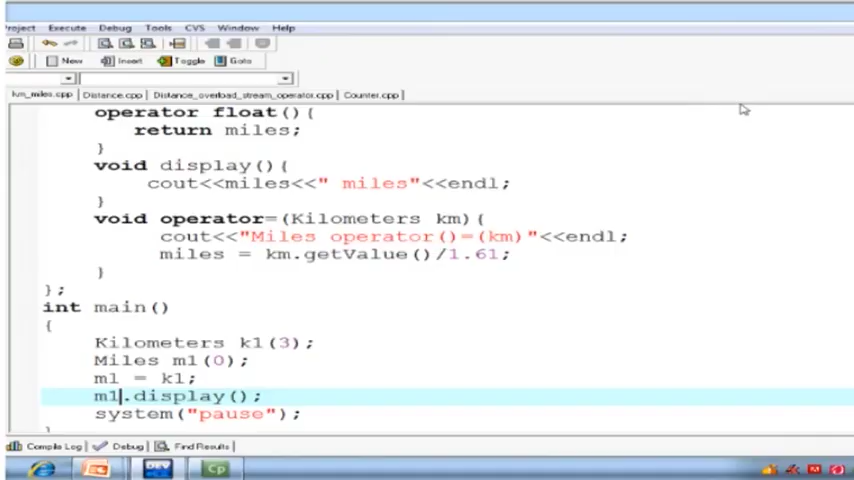 Project Execute Debug Tools CVS Window Help
New Insert Toggle Goto
km_miles.cpp Distance.cpp Distance_overload_stream_operator.cpp Counter.cpp
operator float(){
return miles;
}
void display(){
cout<<miles<<" miles"<<endl;
}
void operator=(Kilometers km){
cout<<"Miles operator()=(km)"<<endl;
miles = km.getValue()/1.61;
}
};
int main()
{
Kilometers k1(3);
Miles m1(0);
m1 = k1;
m1.display();
system("pause");
Compile Log Debug Find Results
DEV Cp